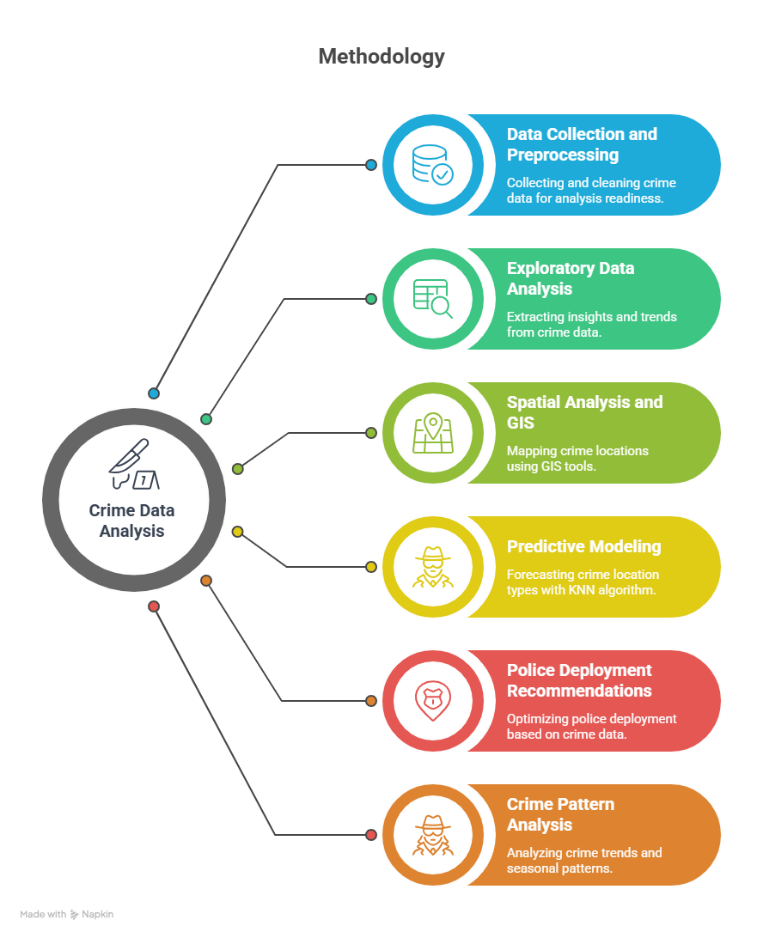 Methodology
Data Collection and
Preprocessing
Collecting and cleaning crime
data for analysis readiness.
Exploratory Data
Analysis
Extracting insights and trends
from crime data.
Spatial Analysis and
GIS
Mapping crime locations
using GIS tools.
1
Crime Data
Analysis
Predictive Modeling
Forecasting crime location
types with KNN algorithm.
Police Deployment
Recommendations
Optimizing police deployment
based on crime data.
Crime Pattern
Analysis
Analyzing crime trends and
seasonal patterns.
Made with Napkin